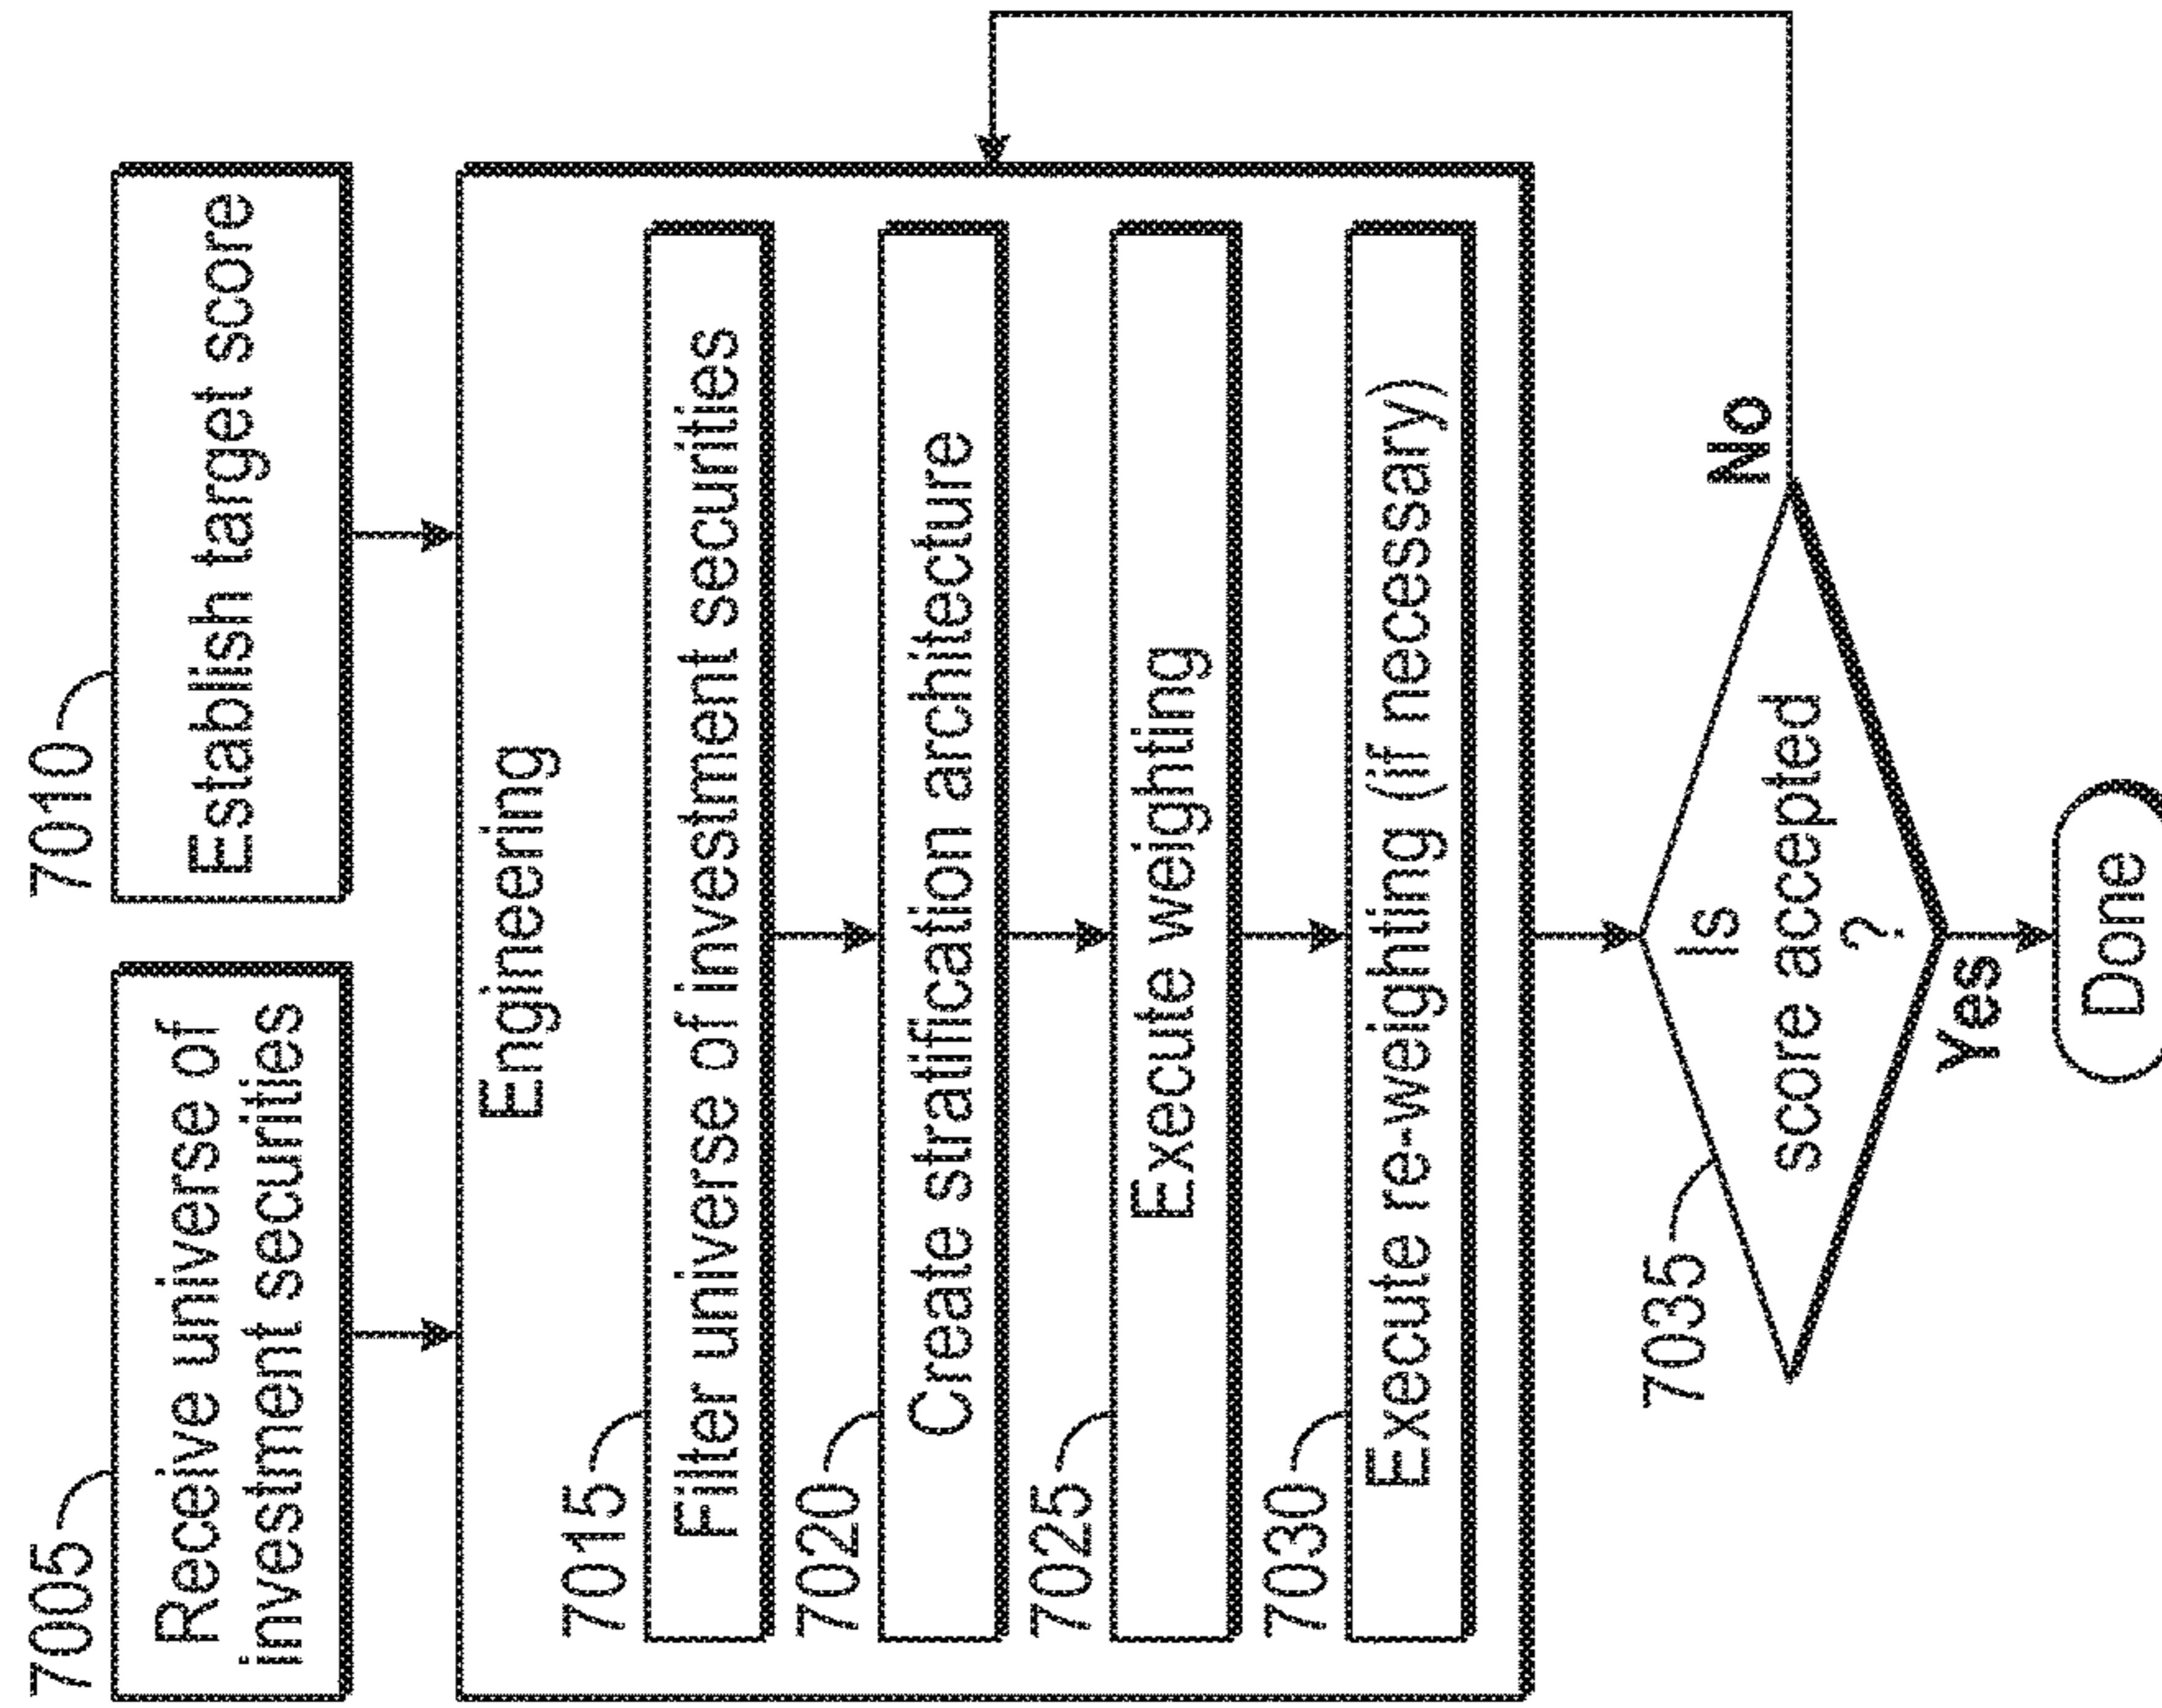 7005
Receive universe of
investment securities
7010
Establish target score
Engineering
7015
Filter universe of investment securities
7020
Create stratification architecture
7025
Execute weighting
7030
Execute re-weighting (if necessary)
7035
Is
score accepted
?
No
Yes
Done